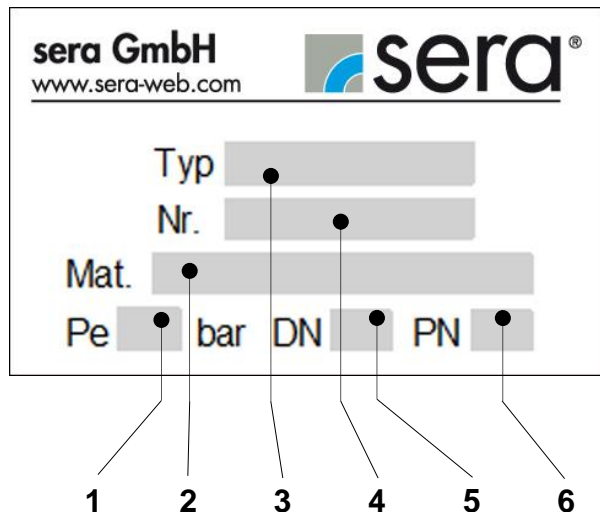 sera GmbH
www.sera-web.com
sera®
Typ
Nr.
Mat.
Pe bar DN PN
1 2 3 4 5 6